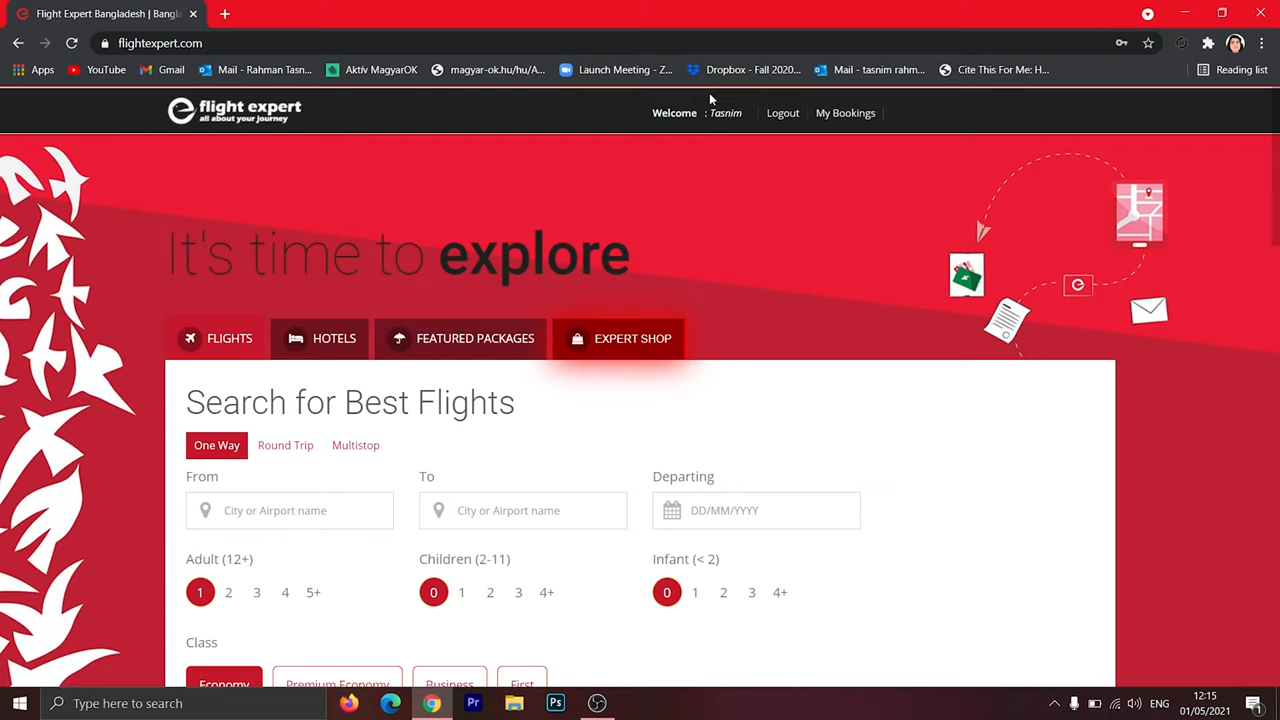 Flight Expert Bangladesh | Bangla
flightexpert.com
Apps YouTube Gmail Mail - Rahman Tasn... Aktív MagyarOK magyar-ok.hu/hu/A... Launch Meeting - Z... Dropbox - Fall 2020... Mail - tasnim rahm... Cite This For Me: H... Reading list
flight expert
all about your journey
Welcome : Tasnim Logout My Bookings
It's time to explore
FLIGHTS HOTELS FEATURED PACKAGES EXPERT SHOP
Search for Best Flights
One Way Round Trip Multistop
From To Departing
City or Airport name City or Airport name DD/MM/YYYY
Adult (12+) Children (2-11) Infant (< 2)
1 2 3 4 5+ 0 1 2 3 4+ 0 1 2 3 4+
Class
Economy Premium Economy Business First
Type here to search Pr Ps ENG 12:15
01/05/2021 1